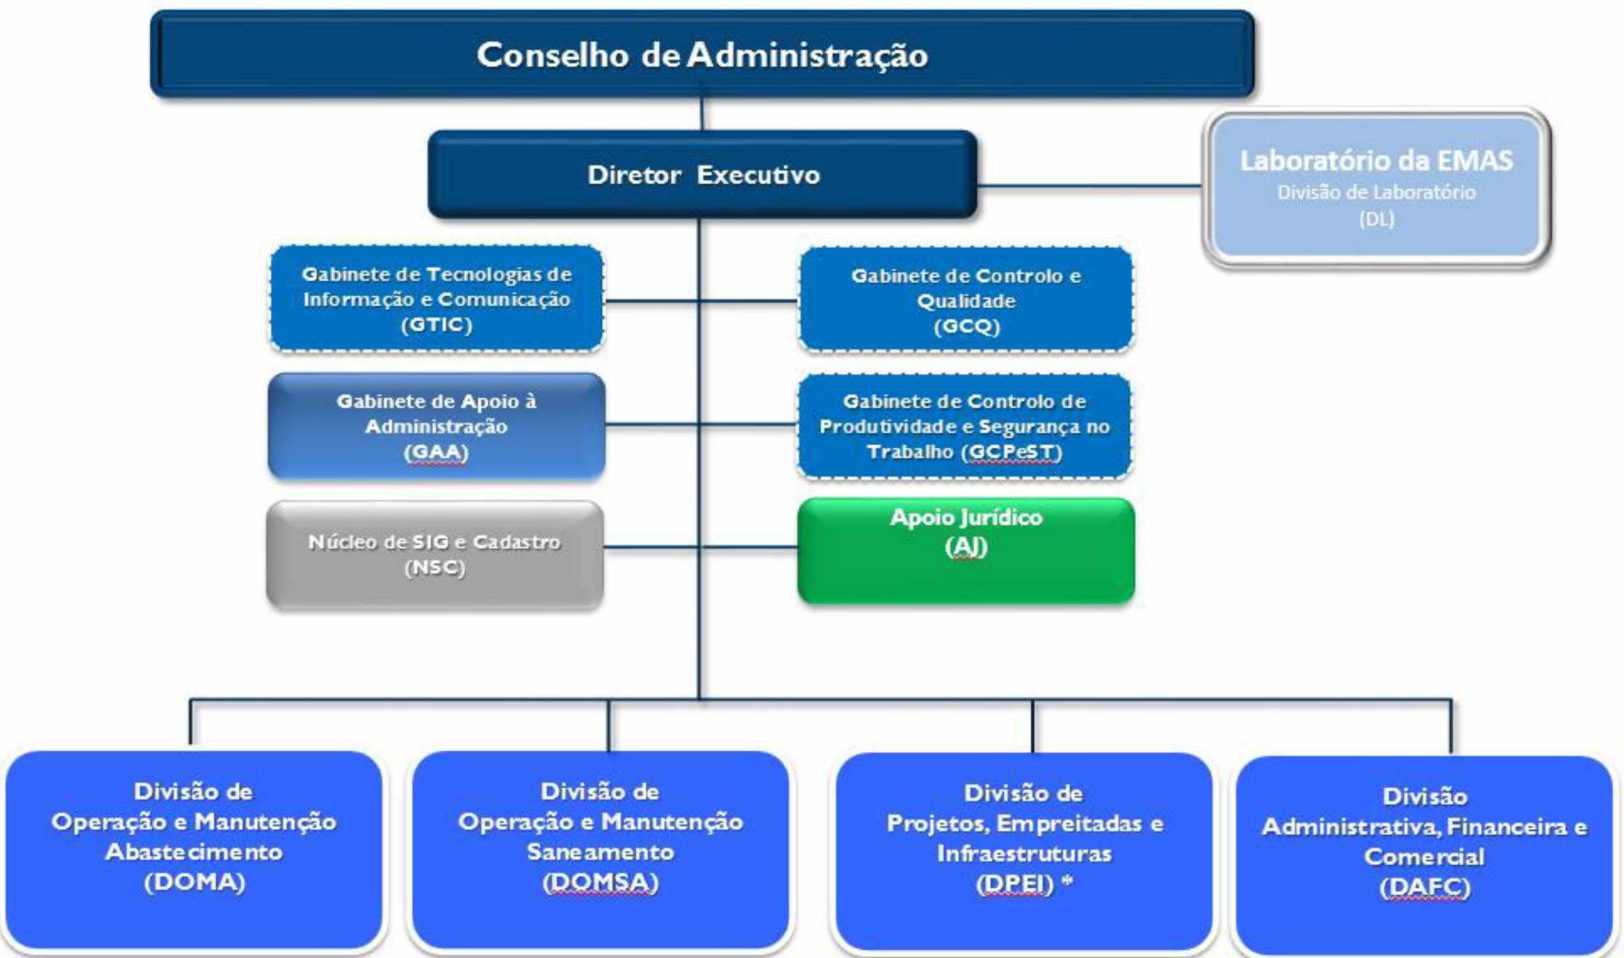 Conselho de Administração
Diretor Executivo
Laboratório da EMAS
Divisão de Laboratório
(DL)
Gabinete de Tecnologias de
Informação e Comunicação
(GTIC)
Gabinete de Controlo e
Qualidade
(GCQ)
Gabinete de Apoio à
Administração
(GAA)
Gabinete de Controlo de
Produtividade e Segurança no
Trabalho (GCPeST)
Núcleo de SIG e Cadastro
(NSC)
Apoio Jurídico
(AJ)
Divisão de
Operação e Manutenção
Abastecimento
(DOMA)
Divisão de
Operação e Manutenção
Saneamento
(DOMSA)
Divisão de
Projetos, Empreitadas e
Infraestruturas
(DPEI) *
Divisão
Administrativa, Financeira e
Comercial
(DAFC)